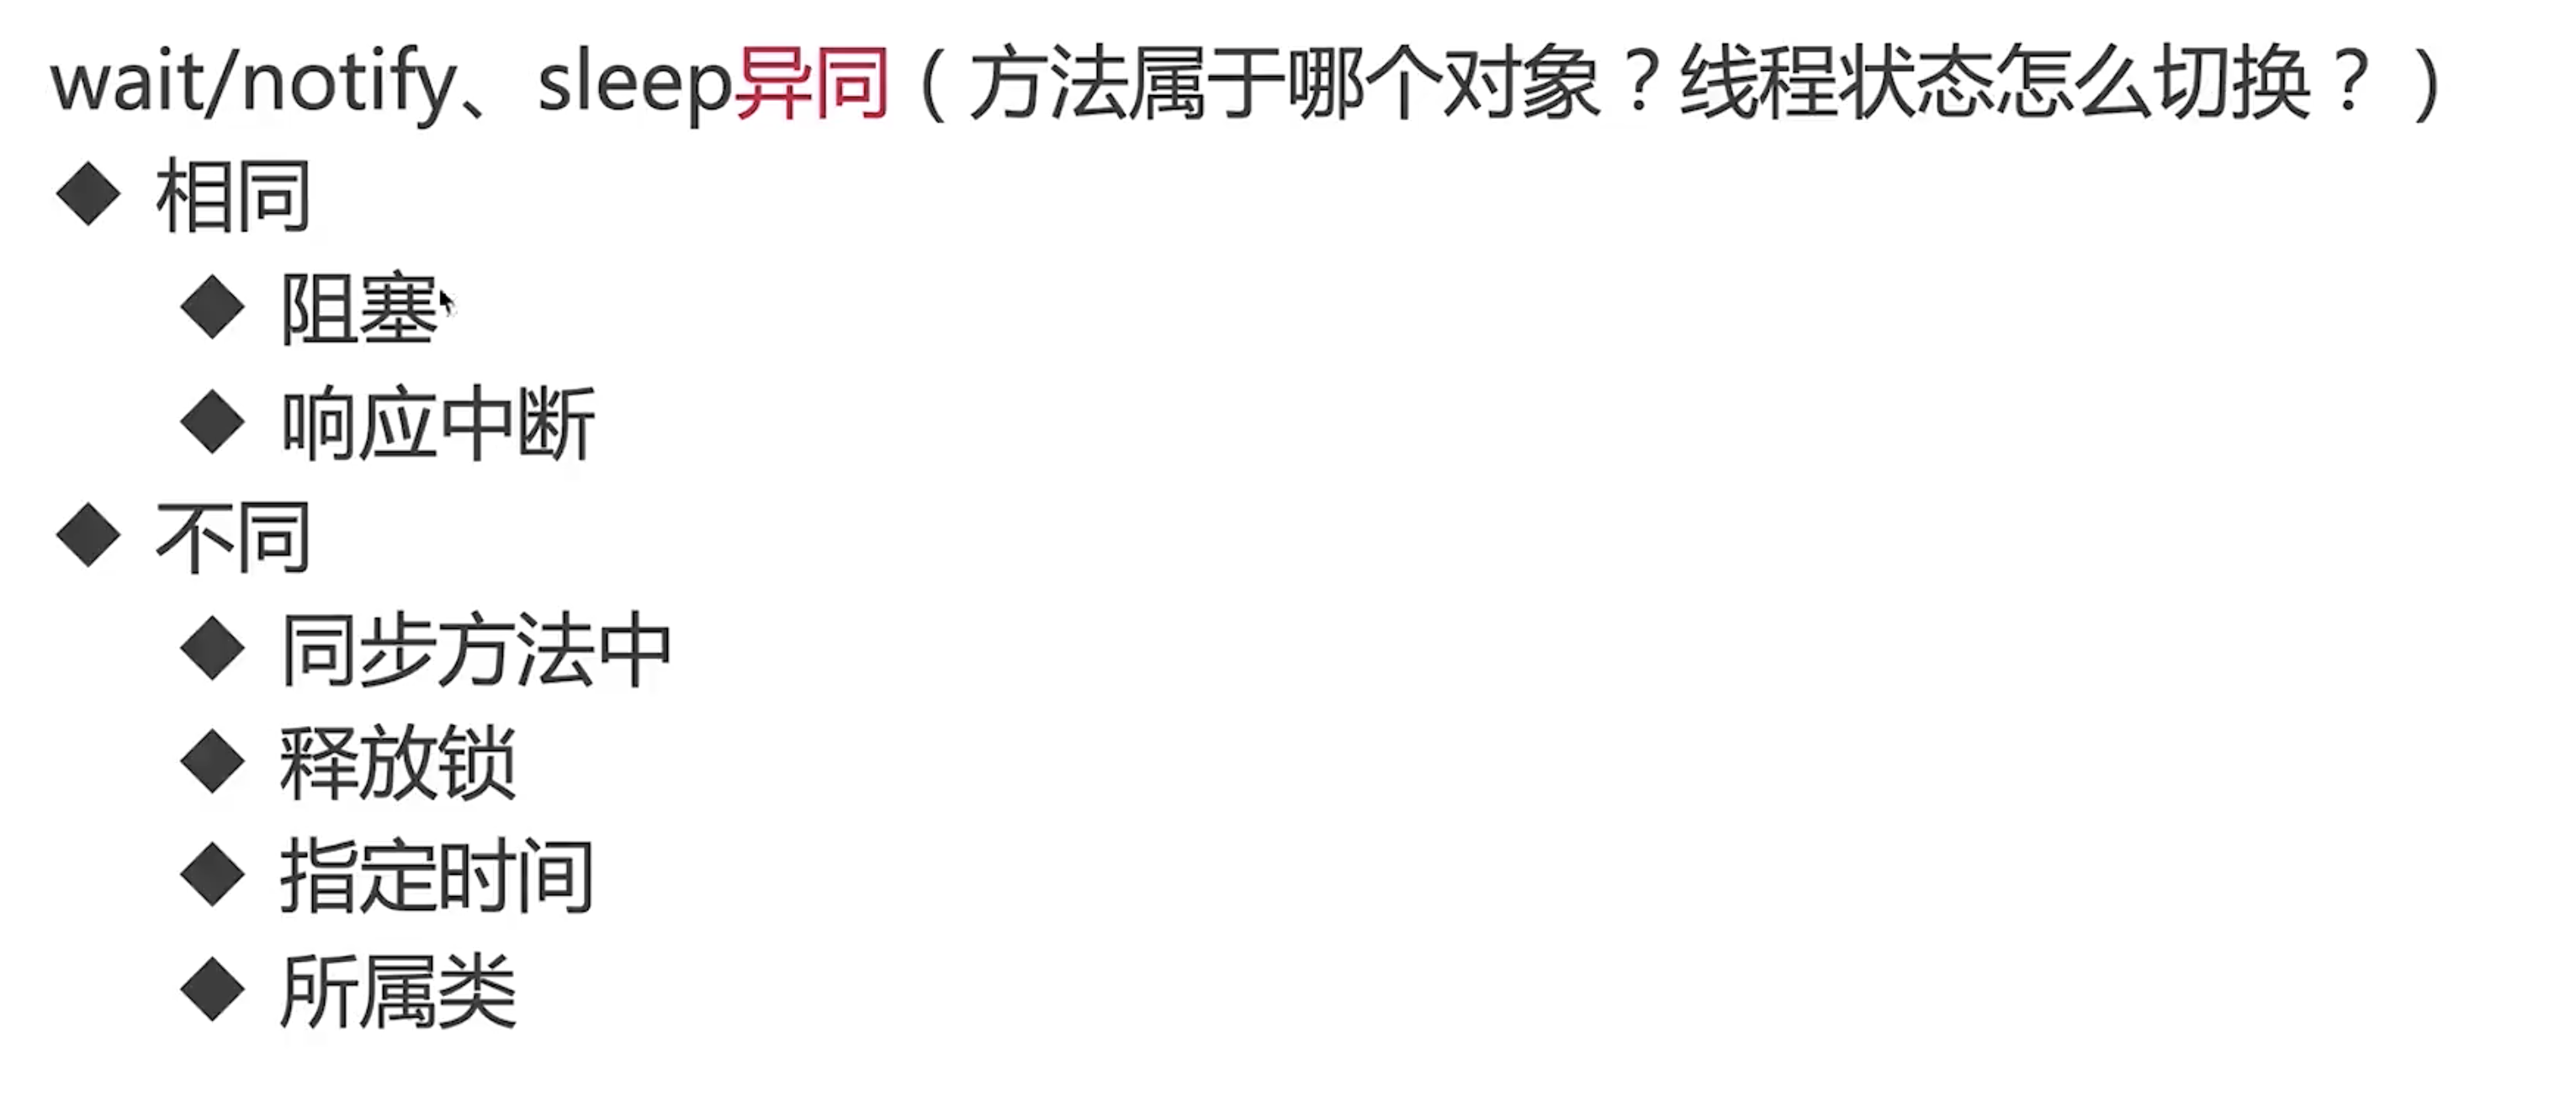 wait/notify、sleep异同（方法属于哪个对象？线程状态怎么切换？）
相同
阻塞
响应中断
不同
同步方法中
释放锁
指定时间
所属类